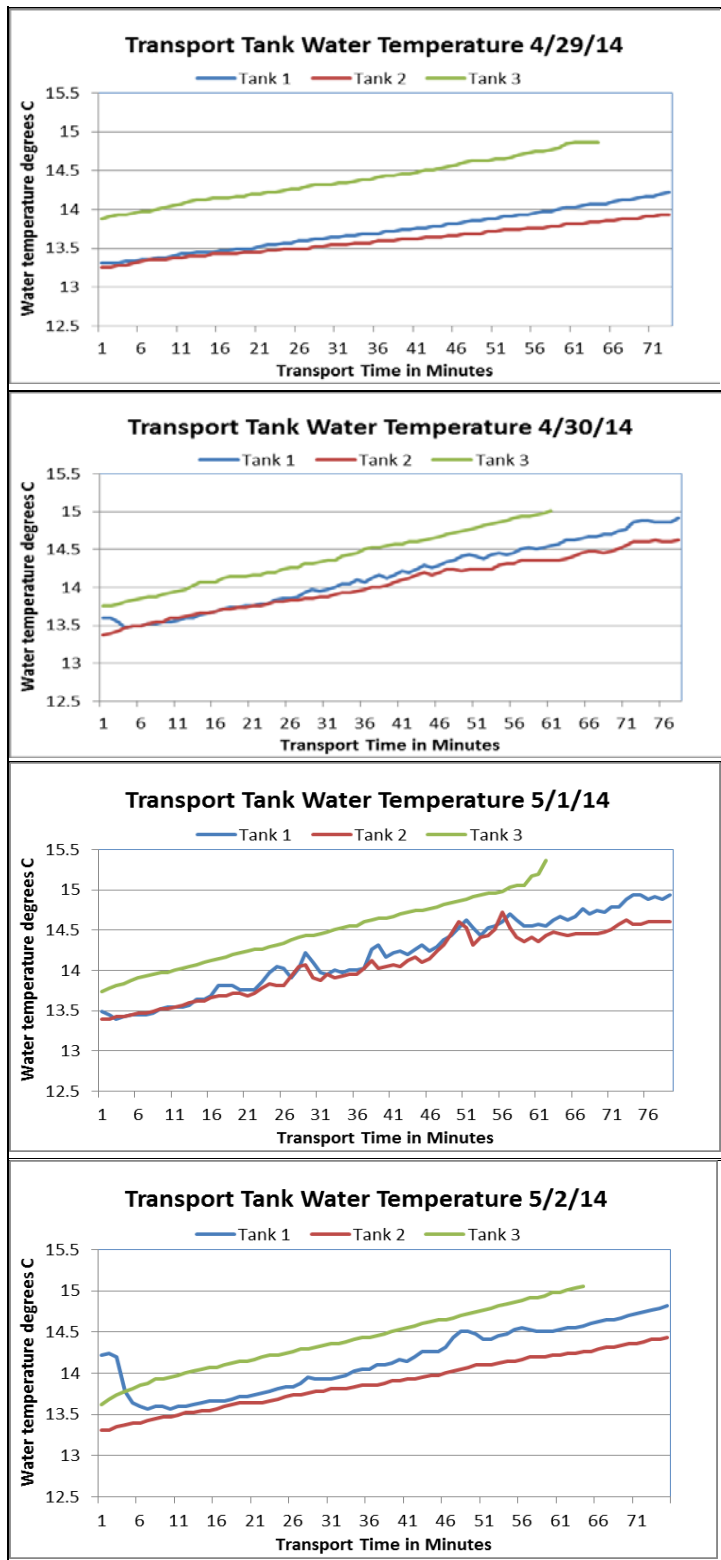 Transport Tank Water Temperature 4/29/14
Tank 1 Tank 2 Tank 3
Water temperature degrees C
15.5
15
14.5
14
13.5
13
12.5
1 6 11 16 21 26 31 36 41 46 51 56 61 66 71
Transport Time in Minutes
Transport Tank Water Temperature 4/30/14
Tank 1 Tank 2 Tank 3
Water temperature degrees C
15.5
15
14.5
14
13.5
13
12.5
1 6 11 16 21 26 31 36 41 46 51 56 61 66 71 76
Transport Time in Minutes
Transport Tank Water Temperature 5/1/14
Tank 1 Tank 2 Tank 3
Water temperature degrees C
15.5
15
14.5
14
13.5
13
12.5
1 6 11 16 21 26 31 36 41 46 51 56 61 66 71 76
Transport Time in Minutes
Transport Tank Water Temperature 5/2/14
Tank 1 Tank 2 Tank 3
Water temperature degrees C
15.5
15
14.5
14
13.5
13
12.5
1 6 11 16 21 26 31 36 41 46 51 56 61 66 71
Transport Time in Minutes